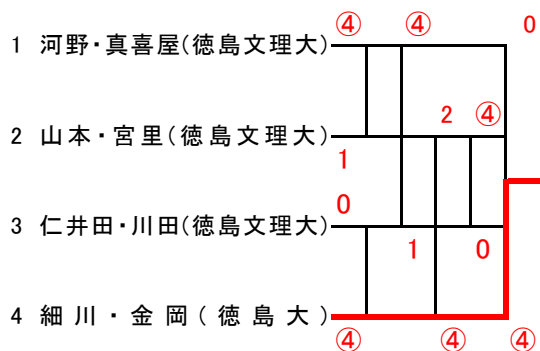 ④ ④ 0
1 河野・真喜屋(徳島文理大)
2 ④
2 山本・宮里(徳島文理大)
1
0
3 仁井田・川田(徳島文理大)
1 0
4 細川・金岡(徳島大)
④ ④ ④